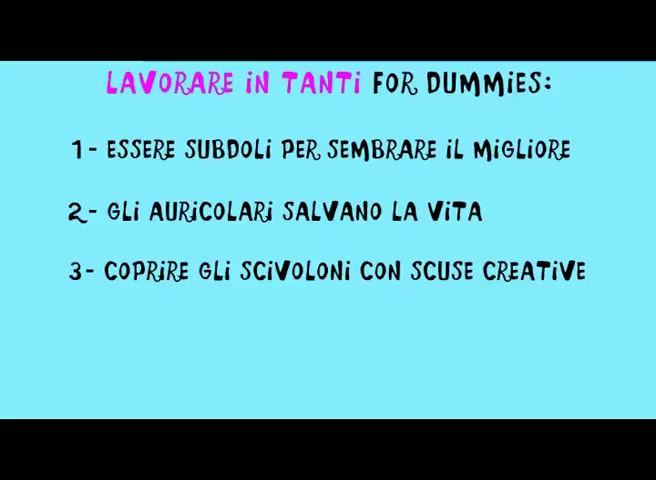 LAVORARE IN TANTI FOR DUMMIES:
1- ESSERE SUBDOLI PER SEMBRARE IL MIGLIORE
2- GLI AURICOLARI SALVANO LA VITA
3- COPRIRE GLI SCIVOLONI CON SCUSE CREATIVE